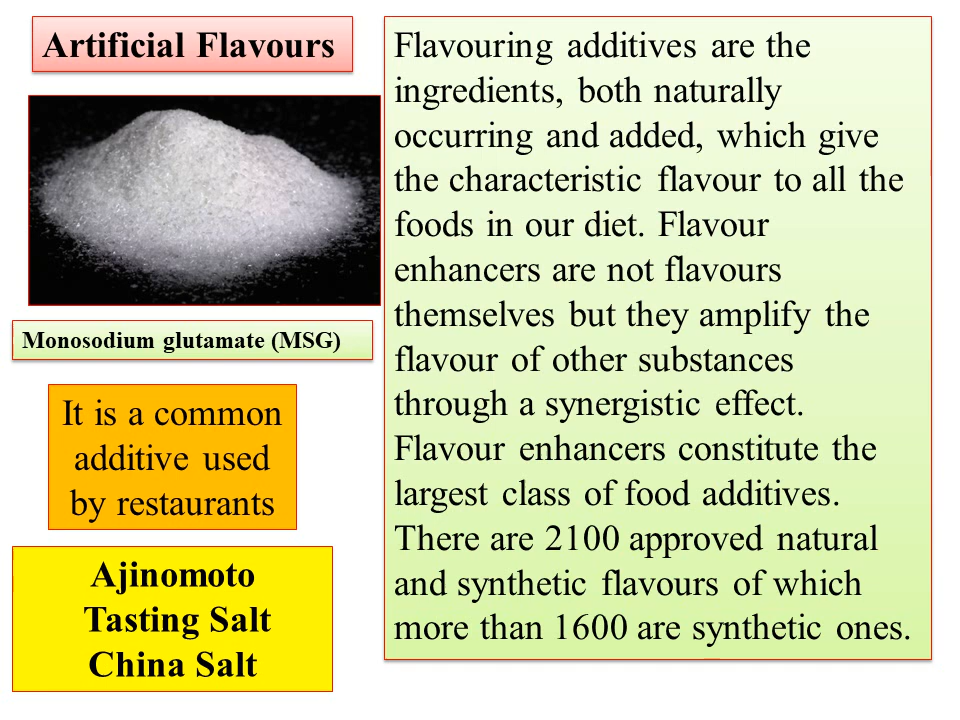 Artificial Flavours
Monosodium glutamate (MSG)
It is a common
additive used
by restaurants
Ajinomoto
Tasting Salt
China Salt
Flavouring additives are the
ingredients, both naturally
occurring and added, which give
the characteristic flavour to all the
foods in our diet. Flavour
enhancers are not flavours
themselves but they amplify the
flavour of other substances
through a synergistic effect.
Flavour enhancers constitute the
largest class of food additives.
There are 2100 approved natural
and synthetic flavours of which
more than 1600 are synthetic ones.